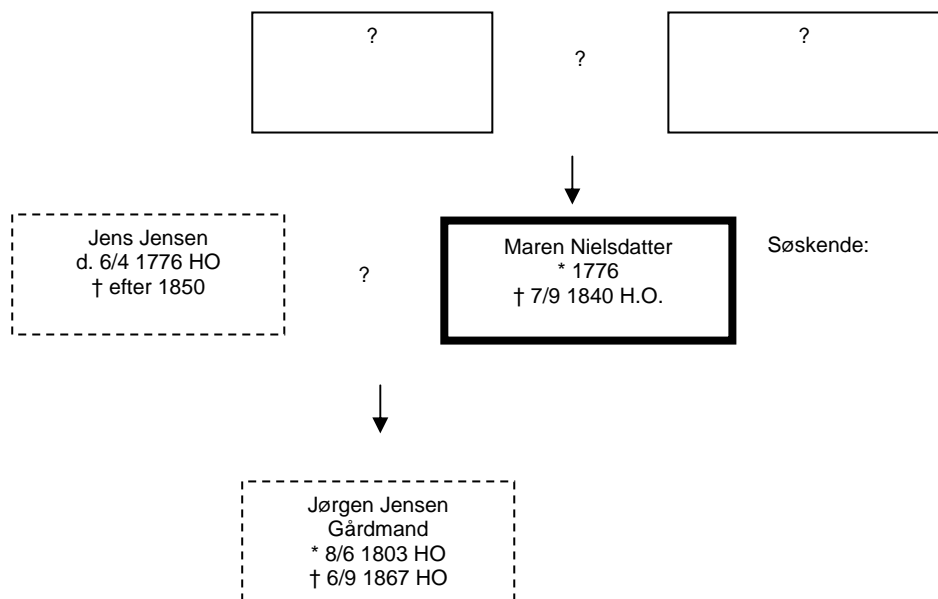 ?
?
?
Jens Jensen
d. 6/4 1776 HO
† efter 1850
?
Maren Nielsdatter
* 1776
† 7/9 1840 H.O.
Søskende:
Jørgen Jensen
Gårdmand
* 8/6 1803 HO
† 6/9 1867 HO